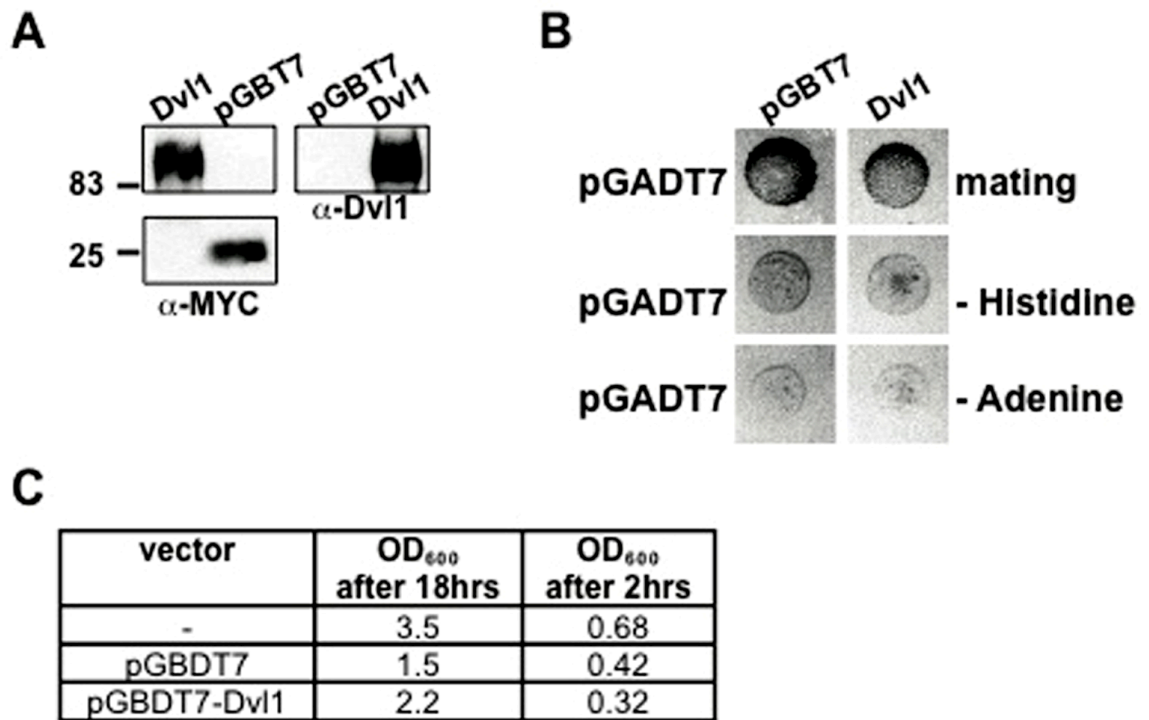 A
B
Dvl1 pGBT7
pGBT7 Dvl1
83
α-Dvl1
25
α-MYC
pGBT7 Dvl1
pGADT7 mating
pGADT7 - Histidine
pGADT7 - Adenine
C
vector OD600 after 18hrs OD600 after 2hrs
- 3.5 0.68
pGBDT7 1.5 0.42
pGBDT7-Dvl1 2.2 0.32